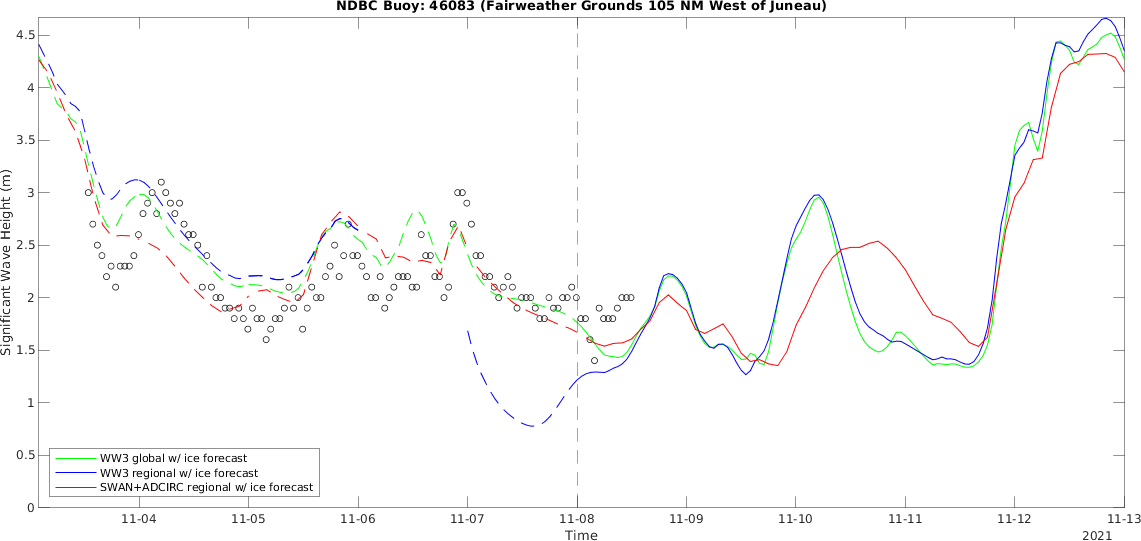 NDBC Buoy: 46083 (Fairweather Grounds 105 NM West of Juneau)
Significant Wave Height (m)
4.5
4
3.5
3
2.5
2
1.5
1
0.5
0
WW3 global w/ ice forecast
WW3 regional w/ ice forecast
SWAN+ADCIRC regional w/ ice forecast
11-04 11-05 11-06 11-07 11-08 11-09 11-10 11-11 11-12 11-13
Time
2021